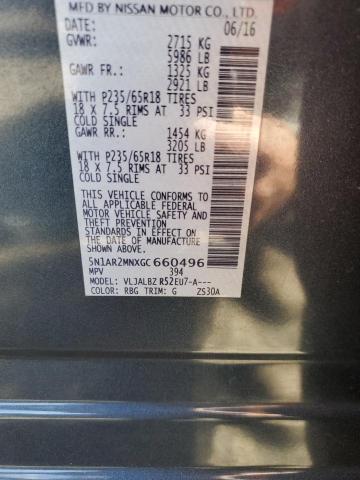 MFD BY NISSAN MOTOR CO., LTD.
DATE: 06/16
GVWR: 2715 KG
5986 LB
GAWR FR.: 1325 KG
2921 LB
WITH P235/65R18 TIRES
18 X 7.5 RIMS AT 33 PSI
COLD SINGLE
GAWR RR.: 1454 KG
3205 LB
WITH P235/65R18 TIRES
18 X 7.5 RIMS AT 33 PSI
COLD SINGLE
THIS VEHICLE CONFORMS TO
ALL APPLICABLE FEDERAL
MOTOR VEHICLE SAFETY AND
THEFT PREVENTION
STANDARDS IN EFFECT ON
THE DATE OF MANUFACTURE
SHOWN ABOVE.
5N1AR2MNXGC660496
MPV 394
MODEL: VLJALBZ R52EU7-A---
COLOR: RBG TRIM: G ZS30A